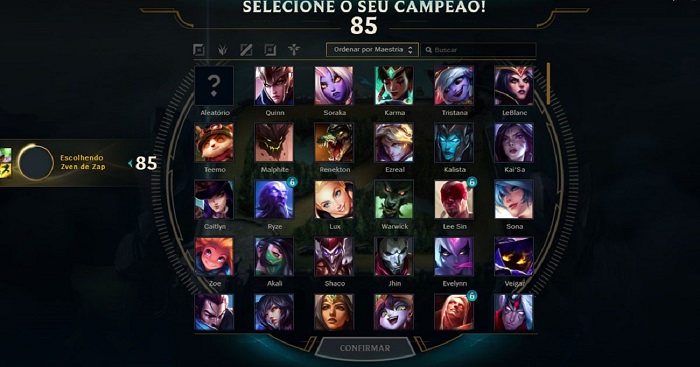 SELECIONE O SEU CAMPEÃO!
85
Ordenar por Maestria
Buscar
?
Aleatório
Quinn
Soraka
Karma
Tristana
LeBlanc
Escolhendo
Zven de Zap
85
Teemo
Malphite
Renekton
Ezreal
Kalista
Kai'Sa
6
6
Caitlyn
Ryze
Lux
Warwick
Lee Sin
Sona
Zoe
Akali
Shaco
Jhin
Evelynn
Veigar
6
CONFIRMAR